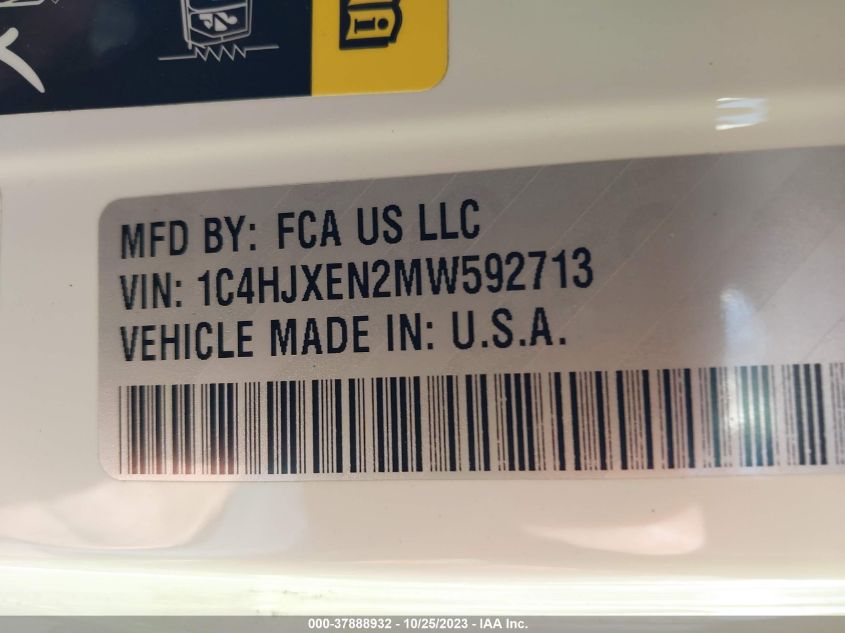 MFD BY: FCA US LLC
VIN: 1C4HJXEN2MW592713
VEHICLE MADE IN: U.S.A.
000-37888932 - 10/25/2023 - IAA Inc.